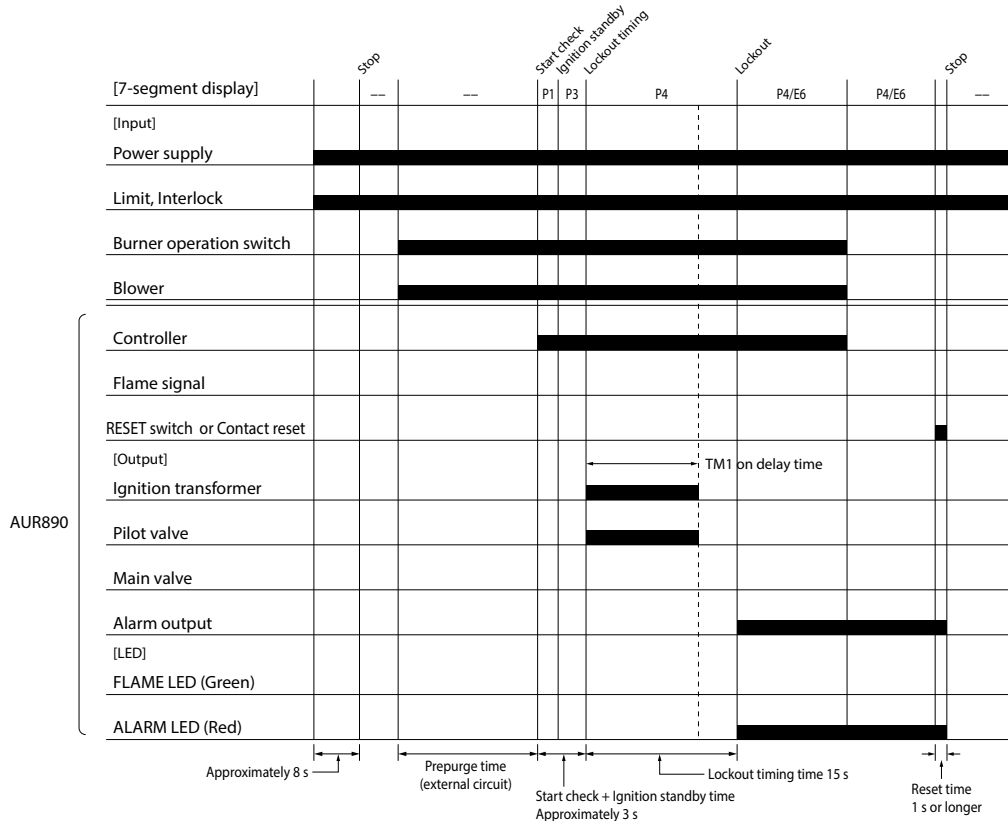 Stop
Start check
Ignition standby
Lockout timing
Lockout
Stop
[7-segment display] –– –– P1 P3 P4 P4/E6 P4/E6 ––
[Input]
Power supply
Limit, Interlock
Burner operation switch
Blower
AUR890
Controller
Flame signal
RESET switch or Contact reset
[Output]
TM1 on delay time
Ignition transformer
Pilot valve
Main valve
Alarm output
[LED]
FLAME LED (Green)
ALARM LED (Red)
Approximately 8 s
Prepurge time
(external circuit)
Start check + Ignition standby time
Approximately 3 s
Lockout timing time 15 s
Reset time
1 s or longer